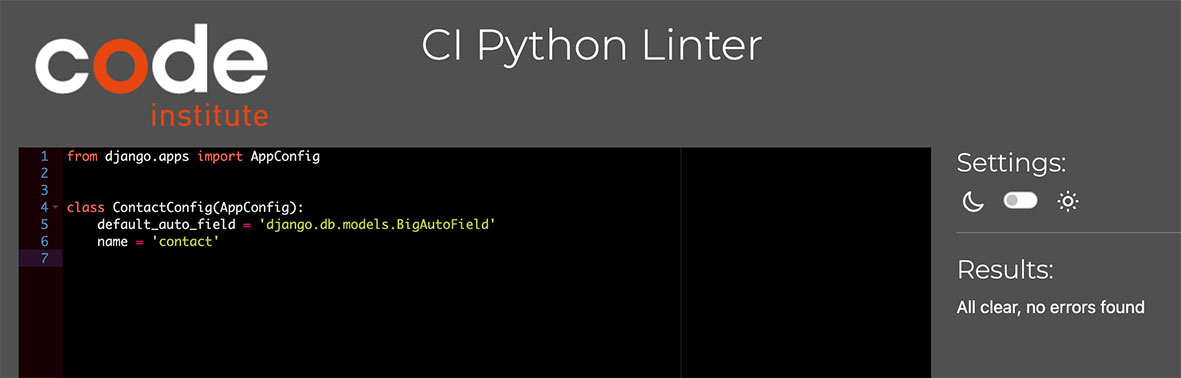 code
institute
CI Python Linter
1 from django.apps import AppConfig
2
3
4 class ContactConfig(AppConfig):
5     default_auto_field = 'django.db.models.BigAutoField'
6     name = 'contact'
7
Settings:
Results:
All clear, no errors found